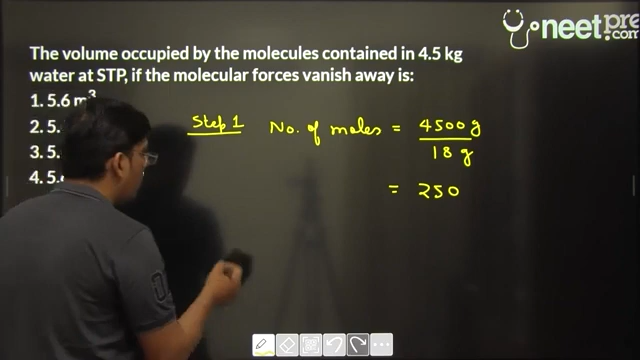 neetprep
.com
The volume occupied by the molecules contained in 4.5 kg
water at STP, if the molecular forces vanish away is:
1. 5.6 m³
2. 5.
3. 5.
4. 5.
Step 1 No. of moles = 4500 g
18 g
= 250